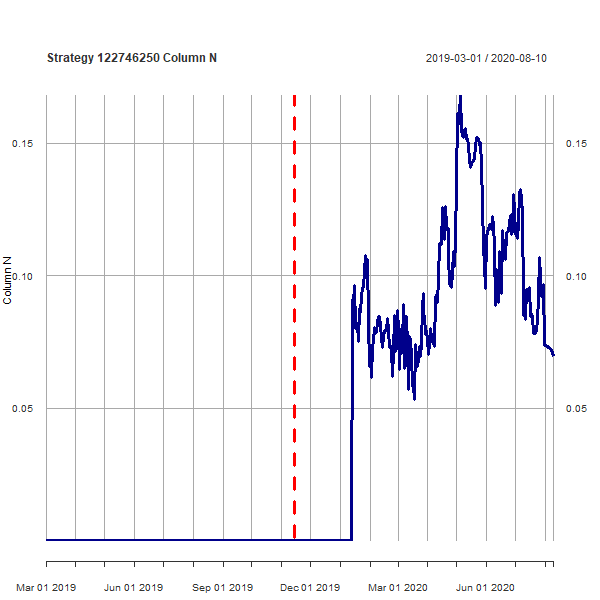 Strategy 122746250 Column N 2019-03-01 / 2020-08-10
0.15 0.15
0.10 0.10
Column N
0.05 0.05
Mar 01 2019 Jun 01 2019 Sep 01 2019 Dec 01 2019 Mar 01 2020 Jun 01 2020